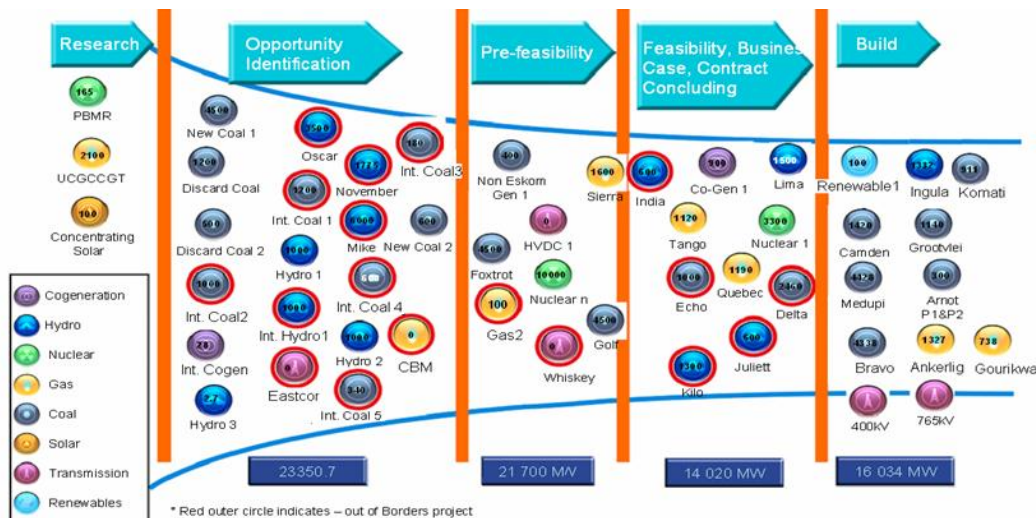 Research
Opportunity
Identification
Pre-feasibility
Feasibility, Busines
Case, Contract
Concluding
Build
165
PBMR
2100
UCGCCGT
100
Concentrating
Solar
Cogeneration
Hydro
Nuclear
Gas
Coal
Solar
Transmission
Renewables
4500
New Coal 1
1200
Discard Coal
500
Discard Coal 2
1000
Int. Coal2
Int. Cogen
Hydro 3
Oscar
November
Int. Coal3
1200
Int. Coal 1
Mike
600
New Coal 2
1000
Hydro 1
Int. Coal 4
1000
Int. Hydro1
1000
Hydro 2
0
CBM
0
Eastcor
Int. Coal 5
23350.7
400
Non Eskom
Gen 1
1600
Sierra
0
HVDC 1
4500
Foxtrot
10000
Nuclear n
100
Gas2
4500
Golf
0
Whiskey
21 700 MW
India
Co-Gen 1
1500
Lima
1120
Tango
3300
Nuclear 1
Echo
1190
Quebec
Delta
Juliett
Kilo
14 020 MW
100
Renewable1
Ingula
Komati
1420
Camden
Grootvlei
Medupi
300
Arnot
P1&P2
Bravo
1327
Ankerlig
738
Gourikwa
400kV
765kV
16 034 MW
* Red outer circle indicates – out of Borders project